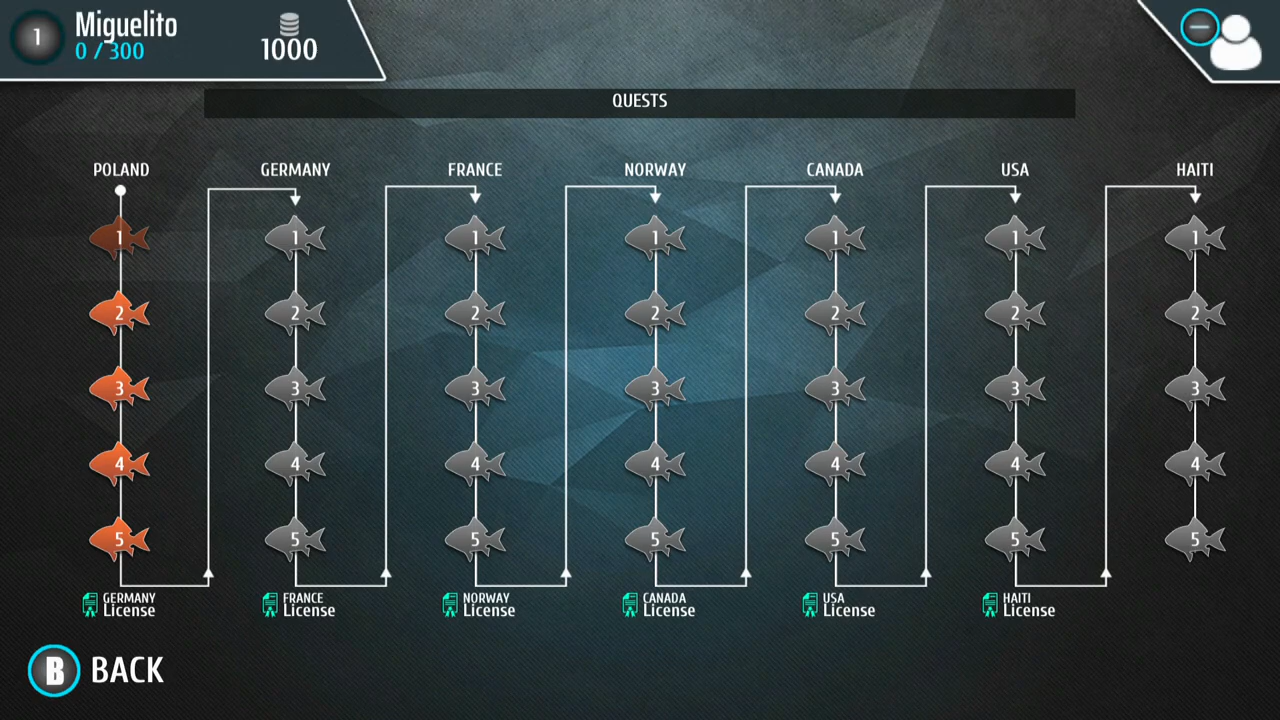 1
Miguelito
0 / 300
1000
QUESTS
POLAND
GERMANY
FRANCE
NORWAY
CANADA
USA
HAITI
1 1 1 1 1 1 1
2 2 2 2 2 2 2
3 3 3 3 3 3 3
4 4 4 4 4 4 4
5 5 5 5 5 5 5
GERMANY
License
FRANCE
License
NORWAY
License
CANADA
License
USA
License
HAITI
License
B BACK